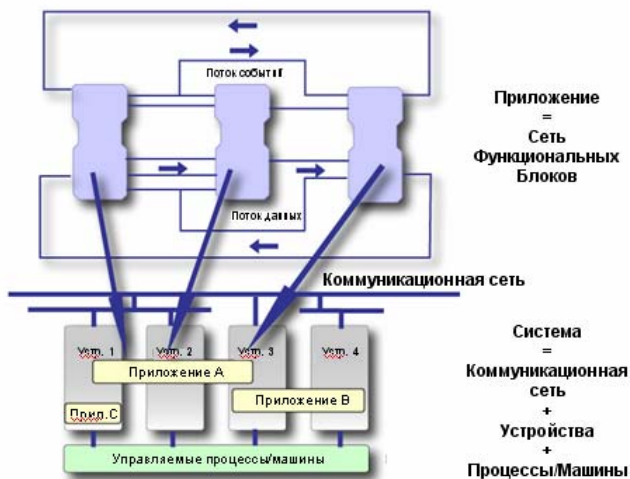 Поток событий
Приложение
=
Сеть
Функциональных
Блоков
Поток данных
Коммуникационная сеть
Устр. 1
Устр. 2
Устр. 3
Устр. 4
Приложение А
Прил.С
Приложение В
Управляемые процессы/машины
Система
=
Коммуникационная
сеть
+
Устройства
+
Процессы/Машины